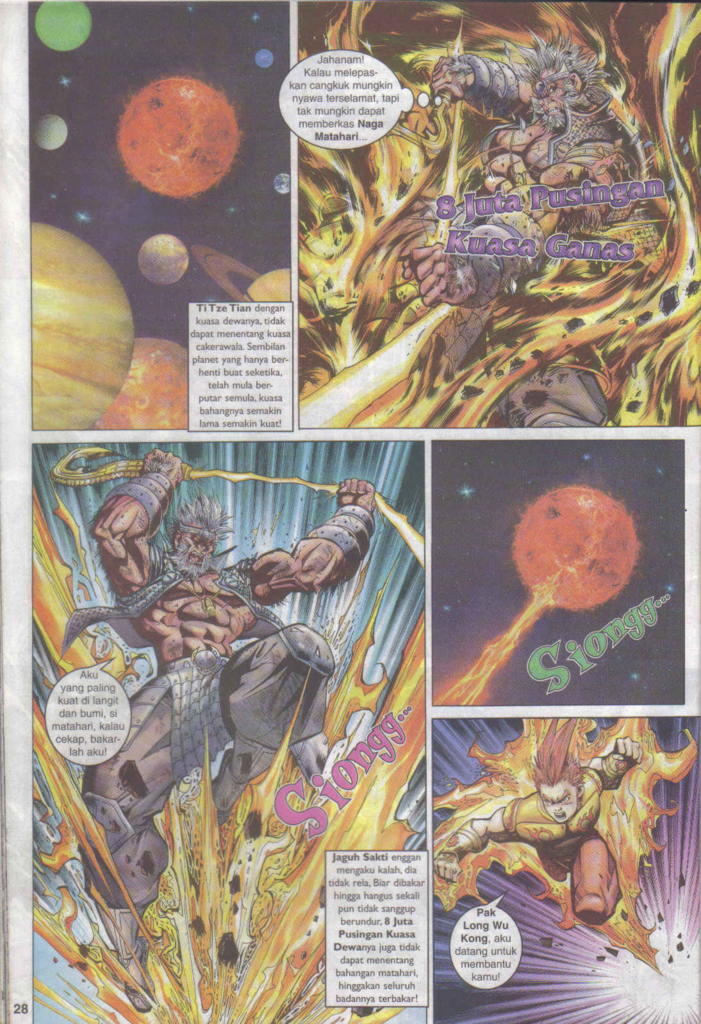 Ti Tze Tian dengan
kuasa dewanya, tidak
dapat menentang kuasa
cakerawala. Sembilan
planet yang hanya ber-
henti buat seketika,
telah mula ber-
putar semula, kuasa
bahangnya semakin
lama semakin kuat!
Jahanam!
Kalau melepas-
kan cangkuk mungkin
nyawa terselamat, tapi
tak mungkin dapat
memberkas Naga
Matahari...
8 Juta Pusingan
Kuasa Ganas
Aku
yang paling
kuat di langit
dan bumi, si
matahari, kalau
cekap, bakar-
lah aku!
Siongg...
Jaguh Sakti enggan
mengaku kalah, dia
tidak rela, Biar dibakar
hingga hangus sekali
pun tidak sanggup
berundur, 8 Juta
Pusingan Kuasa
Dewanya juga tidak
dapat menentang
bahangan matahari,
hinggakan seluruh
badannya terbakar!
Siongg...
Pak
Long Wu
Kong, aku
datang untuk
membantu
kamu!
28